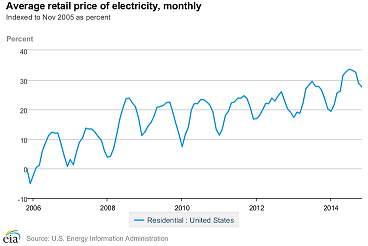 Average retail price of electricity, monthly
Indexed to Nov 2005 as percent
Percent
40
30
20
10
0
-10
2006
2008
2010
2012
2014
Residential : United States
eia
Source: U.S. Energy Information Administration